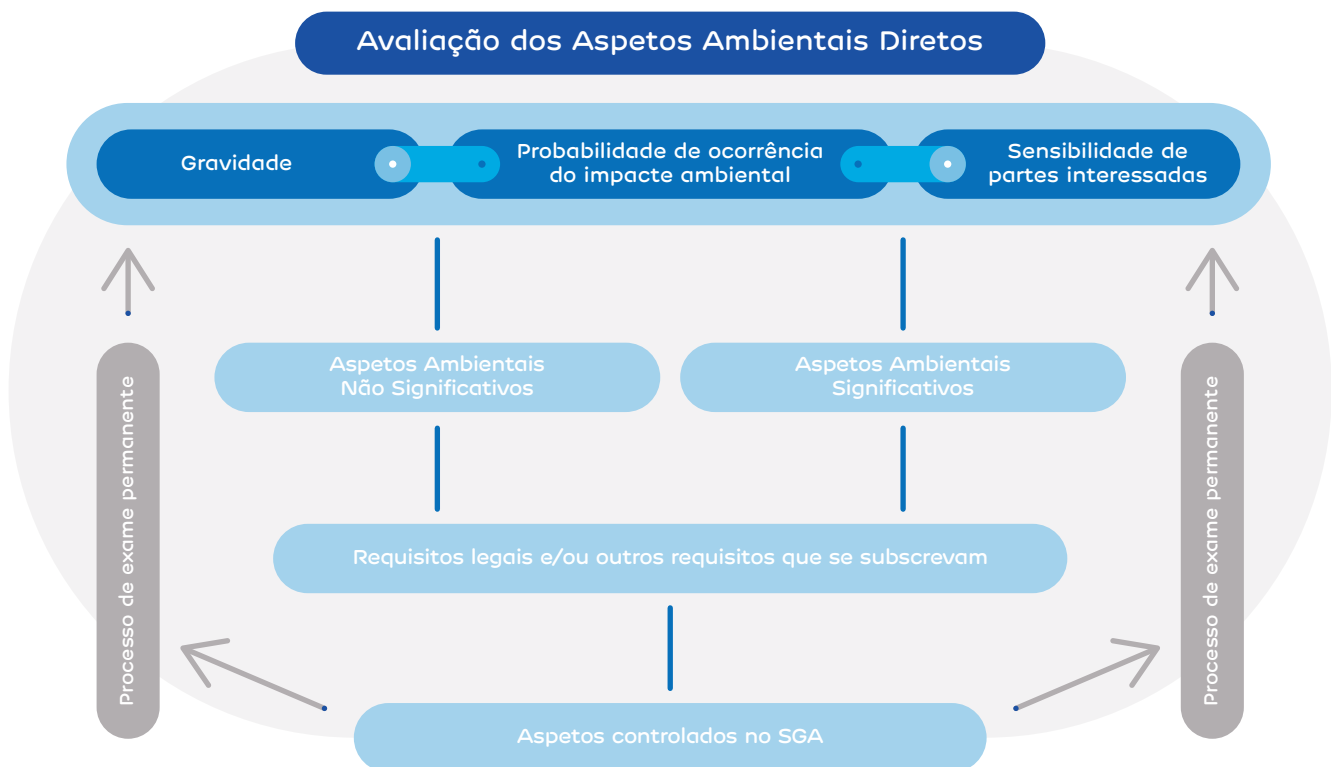 Avaliação dos Aspetos Ambientais Diretos
Gravidade
Probabilidade de ocorrência
do impacte ambiental
Sensibilidade de
partes interessadas
Aspetos Ambientais
Não Significativos
Aspetos Ambientais
Significativos
Processo de exame permanente
Processo de exame permanente
Requisitos legais e/ou outros requisitos que se subscrevam
Aspetos controlados no SGA